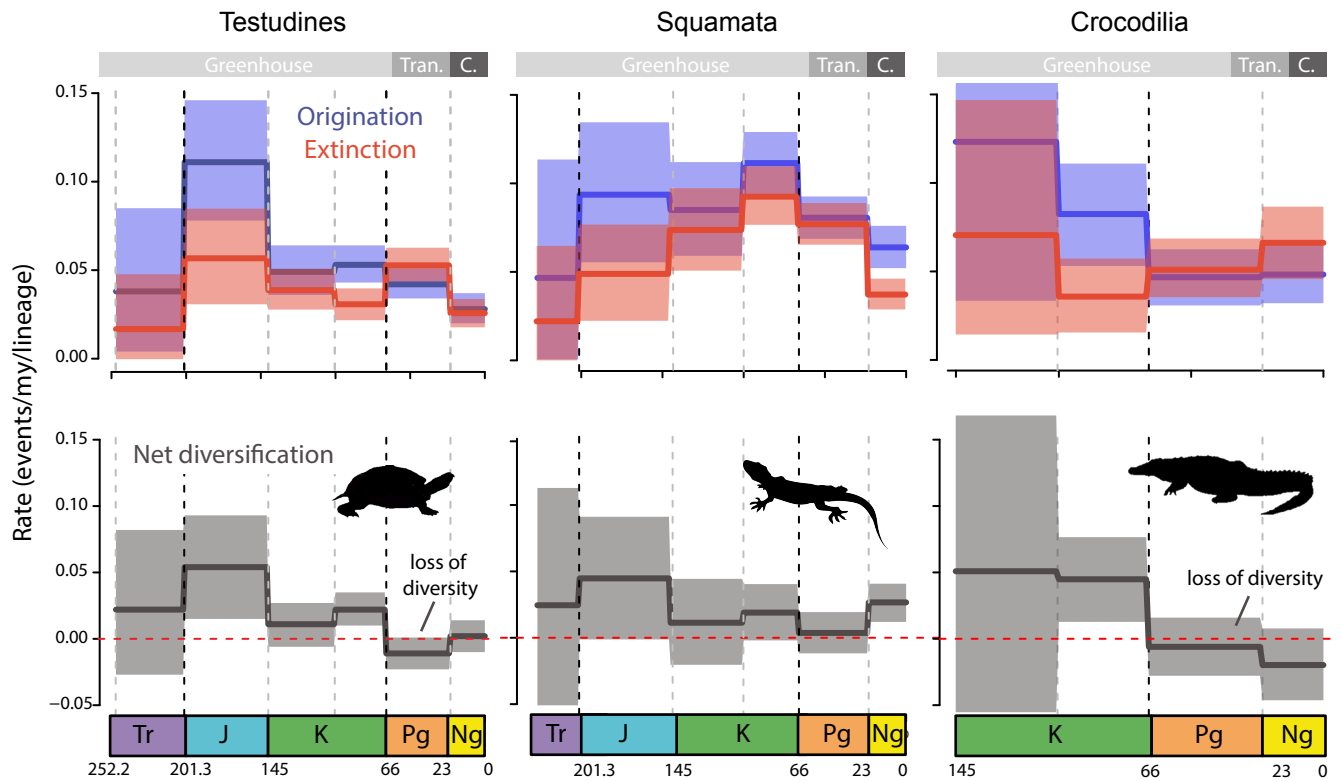 Testudines Squamata Crocodilia
Greenhouse Tran. C. Greenhouse Tran. C. Greenhouse Tran. C.
Rate (events/my/lineage)
0.15
Origination
Extinction
0.10
0.05
0.00
0.15
Net diversification
0.10
0.05
loss of
diversity
loss of diversity
0.00
−0.05
Tr J K Pg Ng Tr J K Pg Ng K Pg Ng
252.2 201.3 145 66 23 0 201.3 145 66 23 0 145 66 23 0